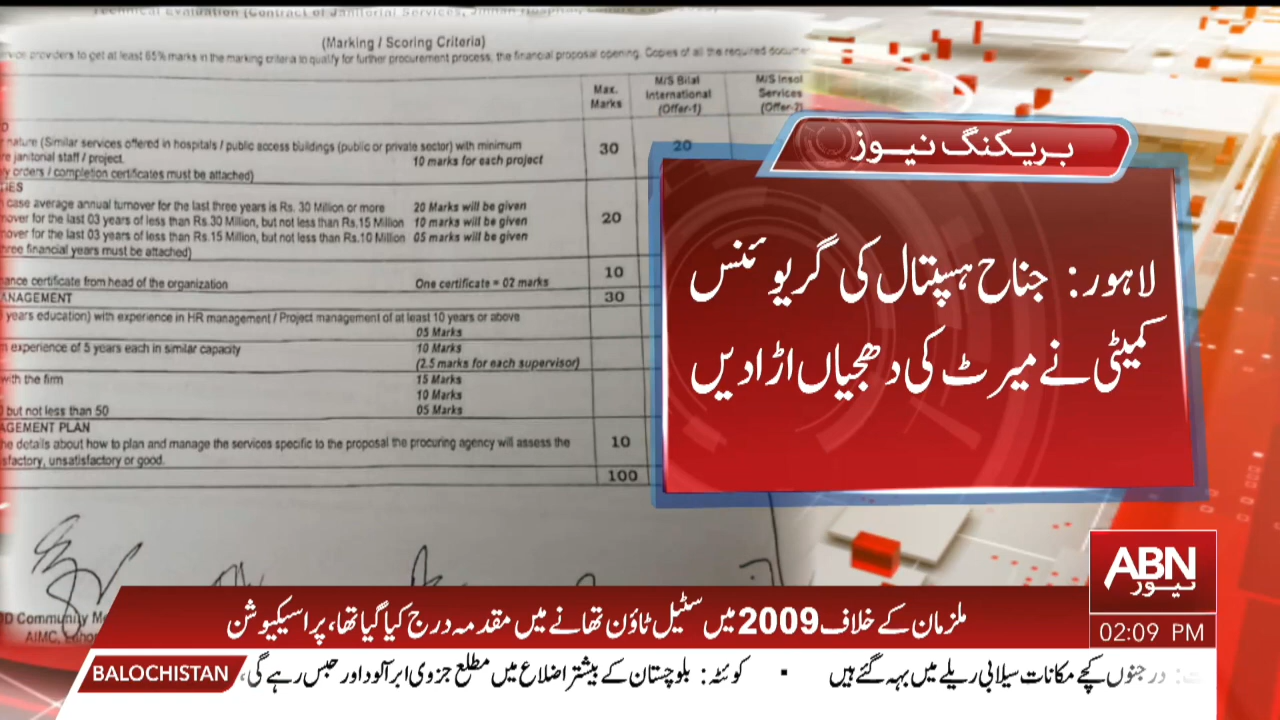 Technical Evaluation (Contract of Janitorial Services, Jinnah Hospital,
(Marking / Scoring Criteria)
service providers to get at least 65% marks in the marking criteria to qualify for further procurement process, the financial proposal opening. Copies of all the required docum
Max. Marks
M/S Bilal International (Offer-1)
M/S Insol Services (Offer-2)
nature (Similar services offered in hospitals / public access buildings (public or private sector) with minimum
re janitorial staff / project. 10 marks for each project
y orders / completion certificates must be attached)
30
20
IES
case average annual turnover for the last three years is Rs. 30 Million or more 20 Marks will be given
nover for the last 03 years of less than Rs.30 Million, but not less than Rs.15 Million 10 marks will be given
nover for the last 03 years of less than Rs.15 Million, but not less than Rs.10 Million 05 marks will be given
three financial years must be attached)
20
ance certificate from head of the organization One certificate = 02 marks
10
ANAGEMENT
30
years education) with experience in HR management / Project management of at least 10 years or above
05 Marks
experience of 5 years each in similar capacity 10 Marks
(2.5 marks for each supervisor)
with the firm 15 Marks
10 Marks
but not less than 50 05 Marks
AGEMENT PLAN
he details about how to plan and manage the services specific to the proposal the procuring agency will assess the
sfactory, unsatisfactory or good.
10
100
D Community Me
AIMC, Lahor
بریکنگ نیوز
لاہور: جناح ہسپتال کی گریوئنس
کمیٹی نے میرٹ کی دھجیاں اڑا دیں
ABN
نیوز
02:09 PM
ملزمان کے خلاف 2009 میں سٹیل ٹاؤن تھانے میں مقدمہ درج کیا گیا تھا، پراسیکیوشن
BALOCHISTAN
درجنوں کچے مکانات سیلابی ریلے میں بہہ گئے ہیں ▪ کوئٹہ: بلوچستان کے بیشتر اضلاع میں مطلع جزوی ابر آلود اور حبس رہے گی،